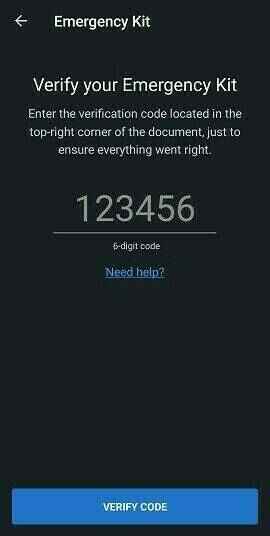 Emergency Kit
Verify your Emergency Kit
Enter the verification code located in the
top-right corner of the document, just to
ensure everything went right.
123456
6-digit code
Need help?
VERIFY CODE